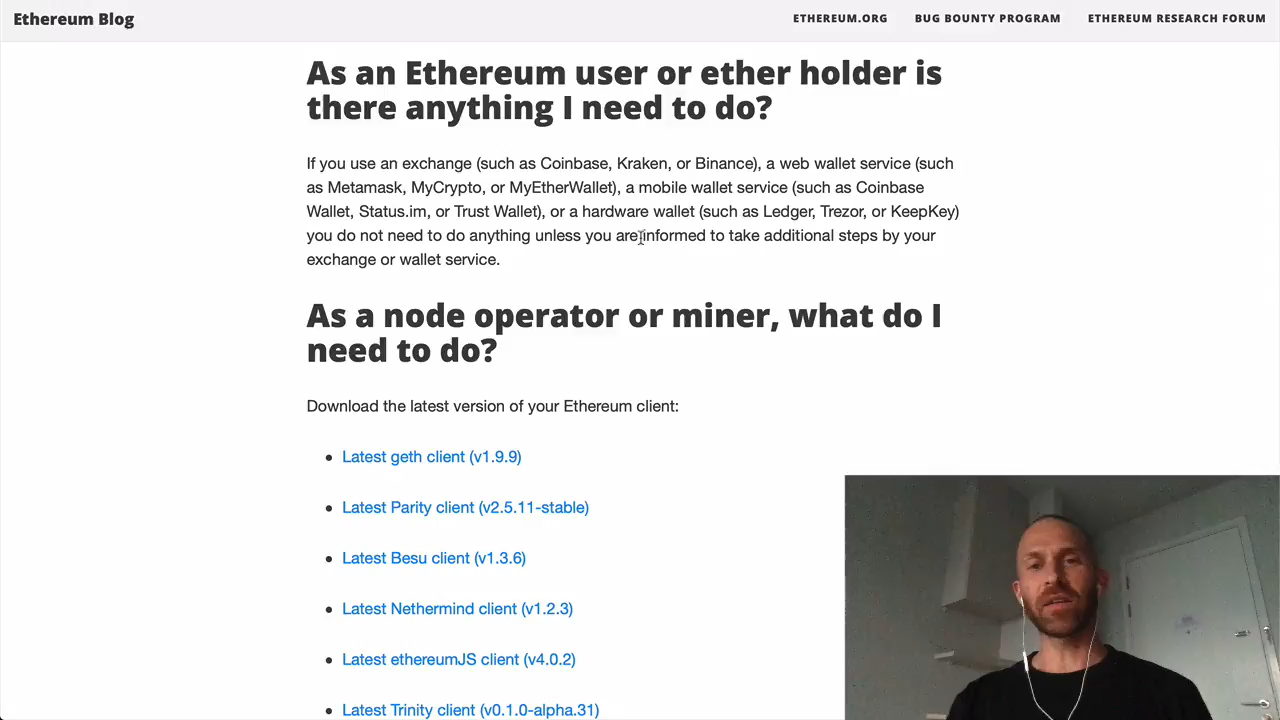 Ethereum Blog
ETHEREUM.ORG BUG BOUNTY PROGRAM ETHEREUM RESEARCH FORUM
As an Ethereum user or ether holder is
there anything I need to do?
If you use an exchange (such as Coinbase, Kraken, or Binance), a web wallet service (such
as Metamask, MyCrypto, or MyEtherWallet), a mobile wallet service (such as Coinbase
Wallet, Status.im, or Trust Wallet), or a hardware wallet (such as Ledger, Trezor, or KeepKey)
you do not need to do anything unless you are informed to take additional steps by your
exchange or wallet service.
As a node operator or miner, what do I
need to do?
Download the latest version of your Ethereum client:
• Latest geth client (v1.9.9)
• Latest Parity client (v2.5.11-stable)
• Latest Besu client (v1.3.6)
• Latest Nethermind client (v1.2.3)
• Latest ethereumJS client (v4.0.2)
• Latest Trinity client (v0.1.0-alpha.31)